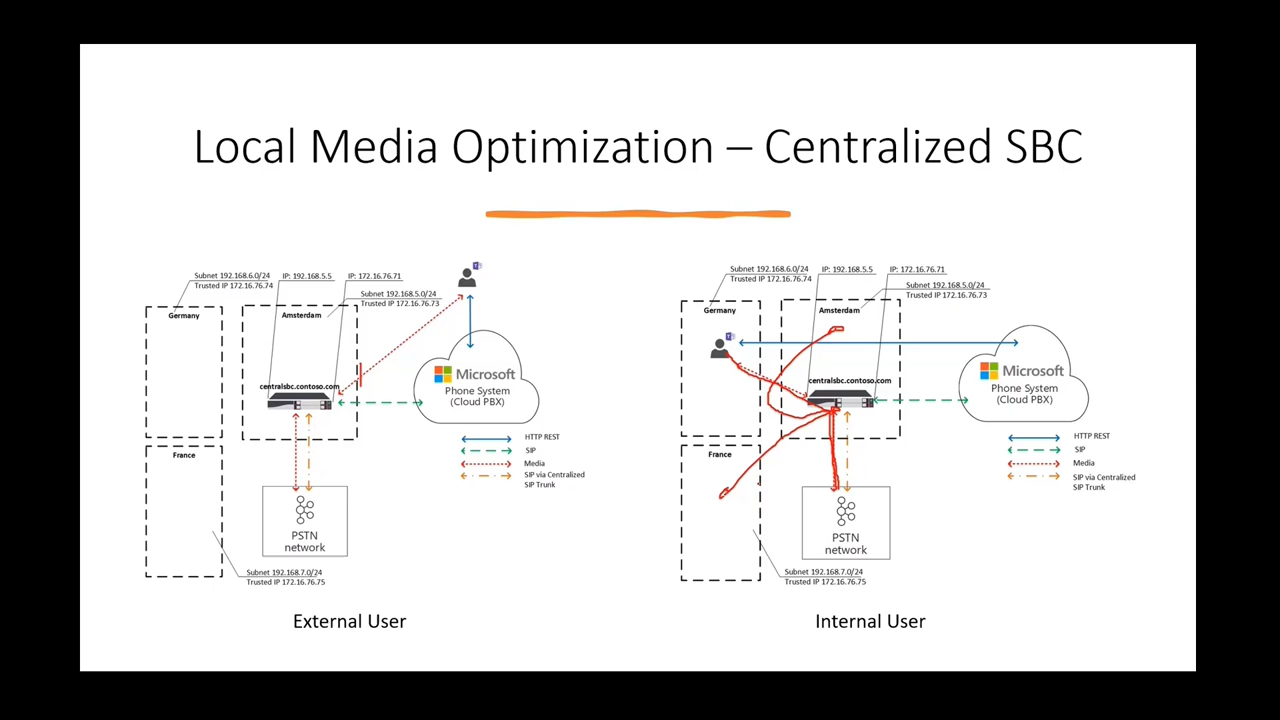 Local Media Optimization – Centralized SBC
Subnet 192.168.6.0/24
Trusted IP 172.16.76.74
IP: 192.168.5.5
IP: 172.16.76.71
Subnet 192.168.5.0/24
Trusted IP 172.16.76.73
Germany
Amsterdam
centralsbc.contoso.com
Microsoft
Phone System
(Cloud PBX)
France
HTTP REST
SIP
Media
SIP via Centralized
SIP Trunk
PSTN
network
Subnet 192.168.7.0/24
Trusted IP 172.16.76.75
External User
Subnet 192.168.6.0/24
Trusted IP 172.16.76.74
IP: 192.168.5.5
IP: 172.16.76.71
Subnet 192.168.5.0/24
Trusted IP 172.16.76.73
Germany
Amsterdam
centralsbc.contoso.com
Microsoft
Phone System
(Cloud PBX)
France
HTTP REST
SIP
Media
SIP via Centralized
SIP Trunk
PSTN
network
Subnet 192.168.7.0/24
Trusted IP 172.16.76.75
Internal User